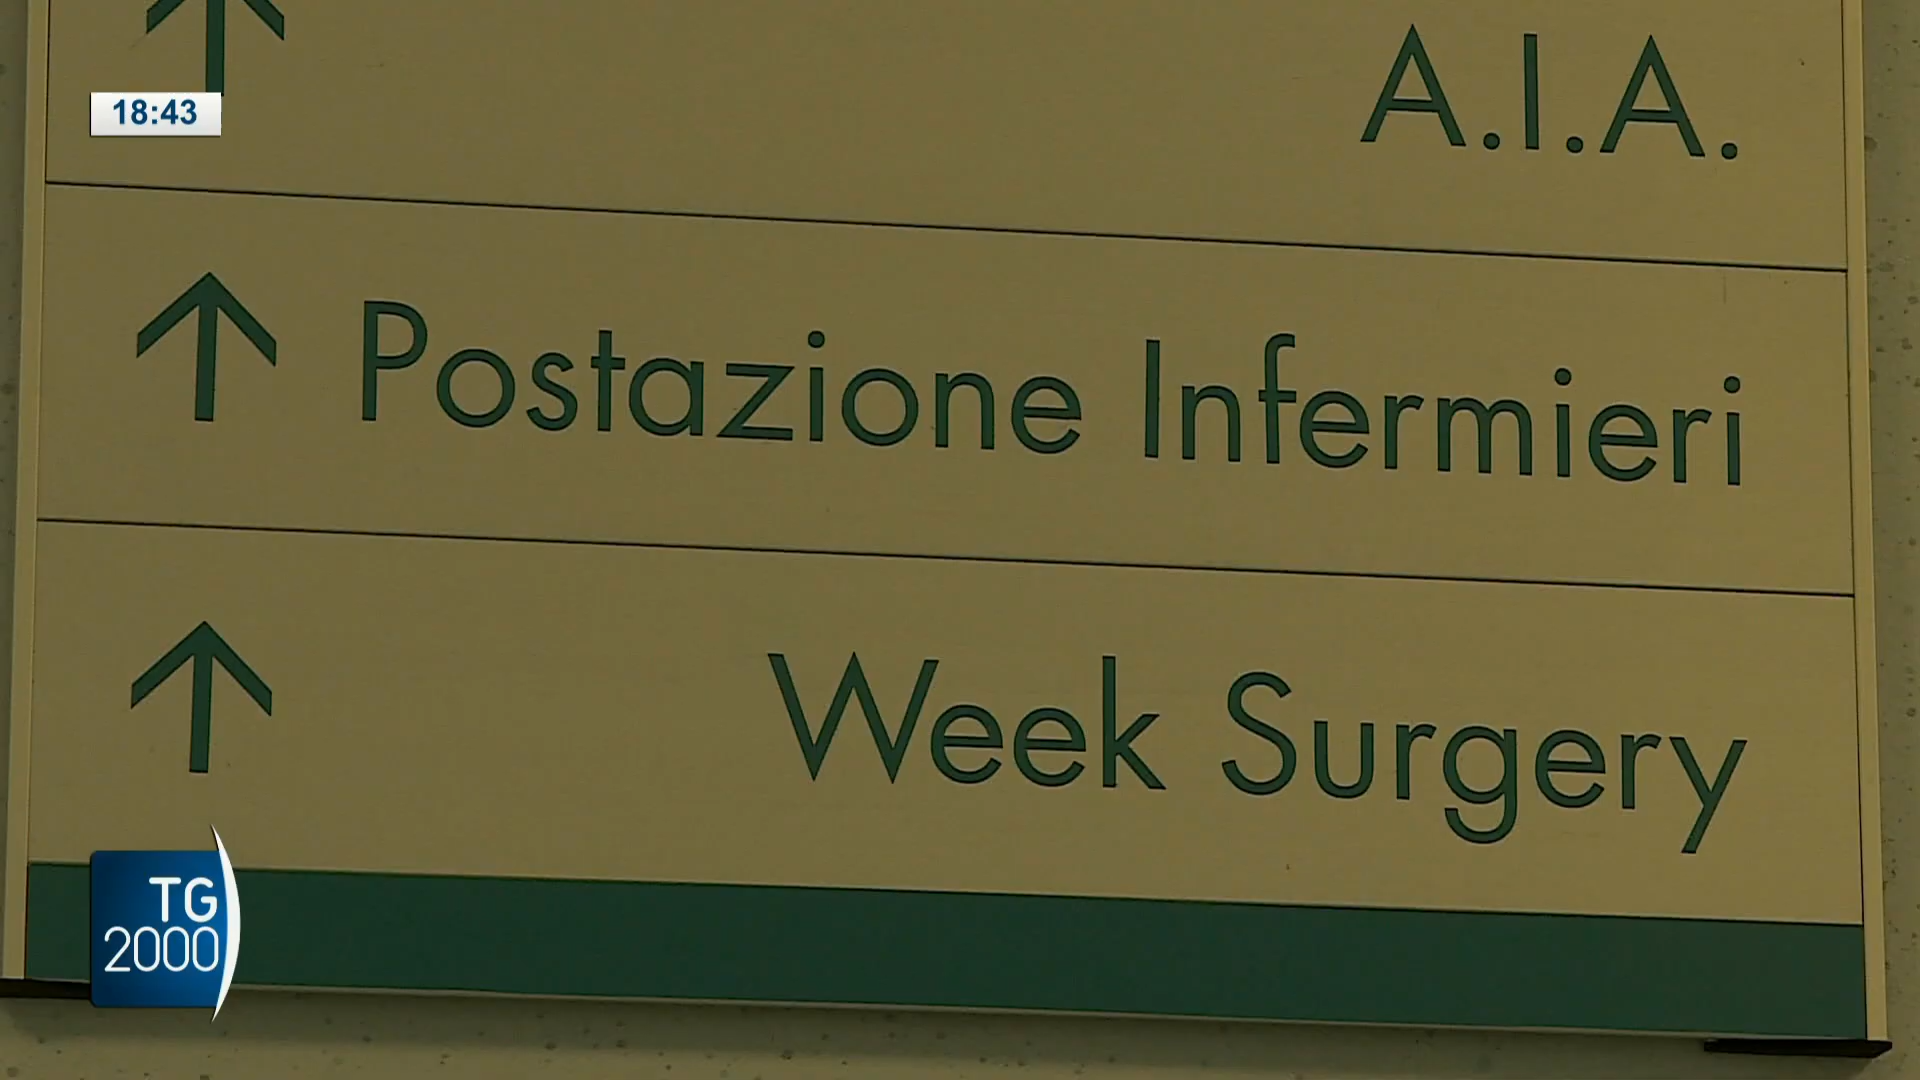 A.I.A.
18:43
Postazione Infermieri
Week Surgery
TG
2000